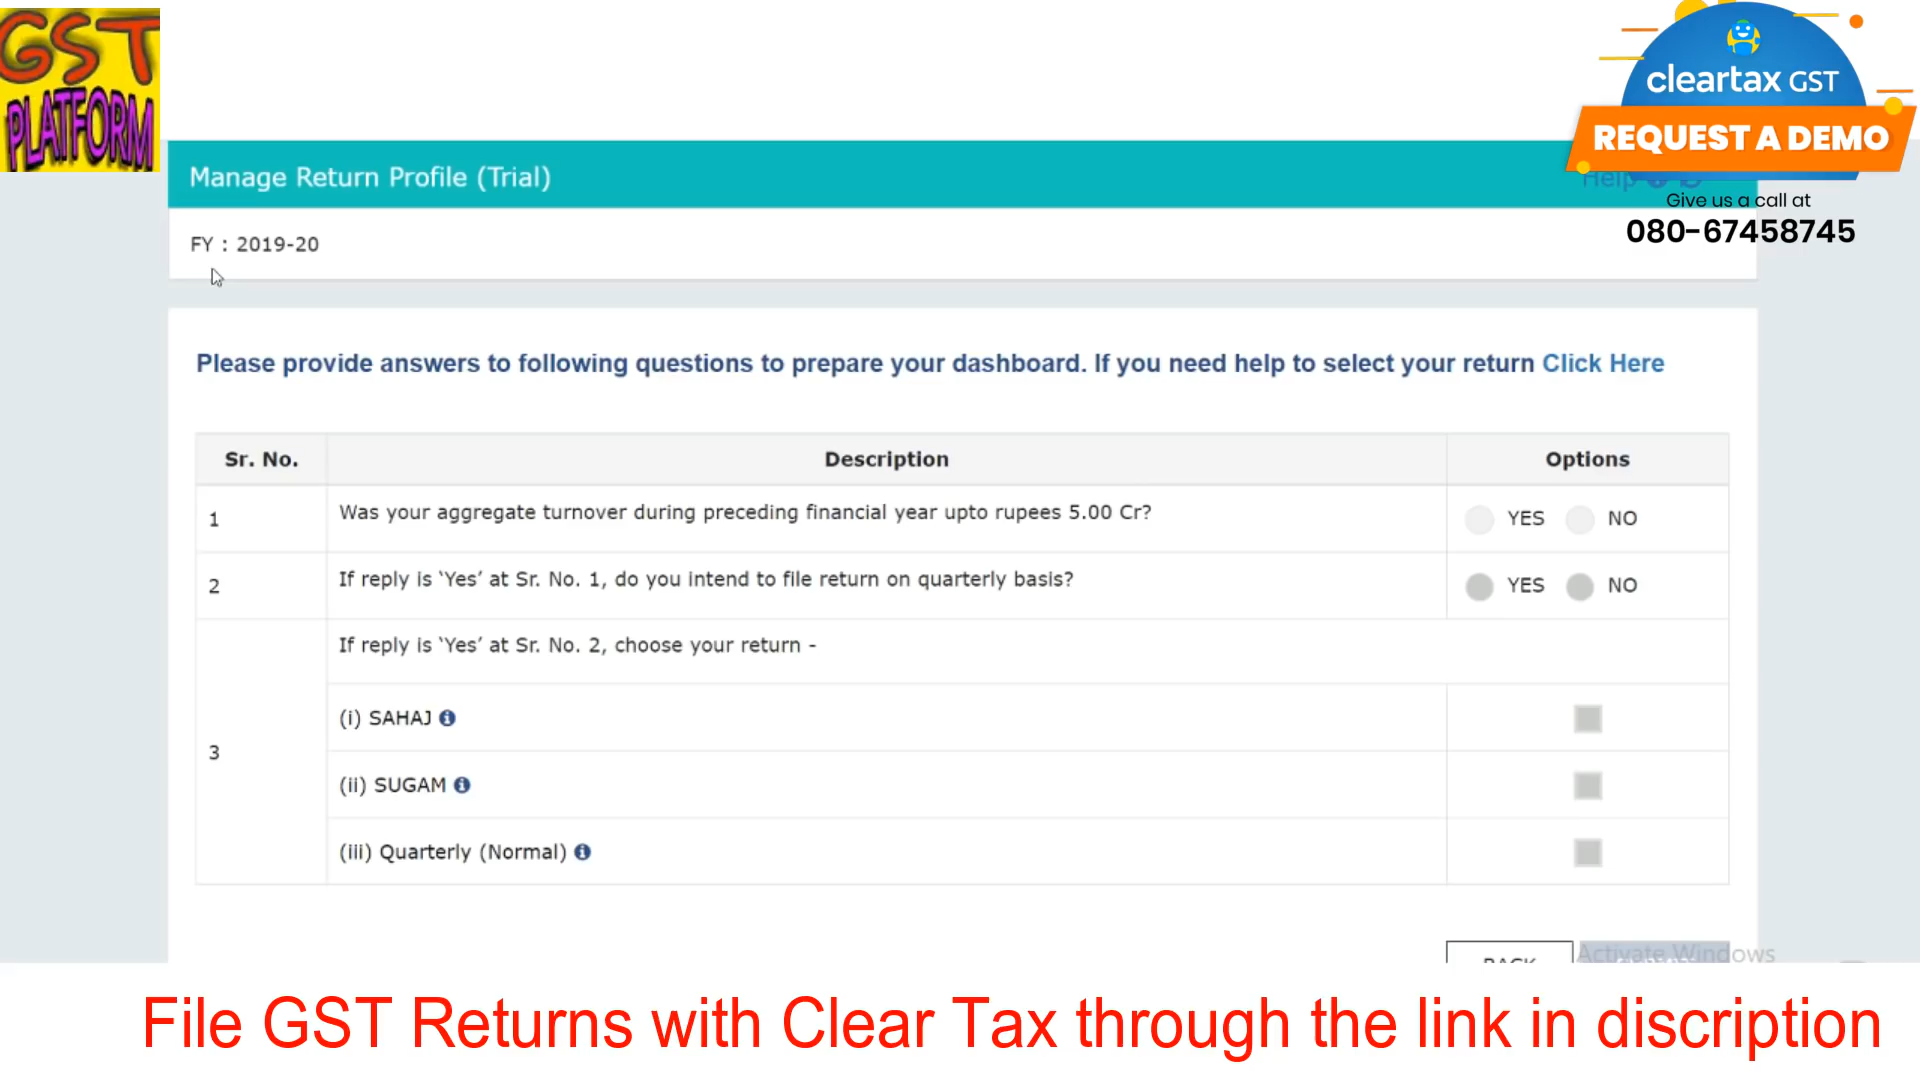 GST
PLATFORM
cleartax GST
REQUEST A DEMO
Give us a call at
080-67458745
Manage Return Profile (Trial)
Help
FY : 2019-20
Please provide answers to following questions to prepare your dashboard. If you need help to select your return Click Here
Sr. No. Description Options
1 Was your aggregate turnover during preceding financial year upto rupees 5.00 Cr? YES NO
2 If reply is ‘Yes’ at Sr. No. 1, do you intend to file return on quarterly basis? YES NO
If reply is ‘Yes’ at Sr. No. 2, choose your return -
(i) SAHAJ
3
(ii) SUGAM
(iii) Quarterly (Normal)
BACK
Activate Windows
File GST Returns with Clear Tax through the link in discription